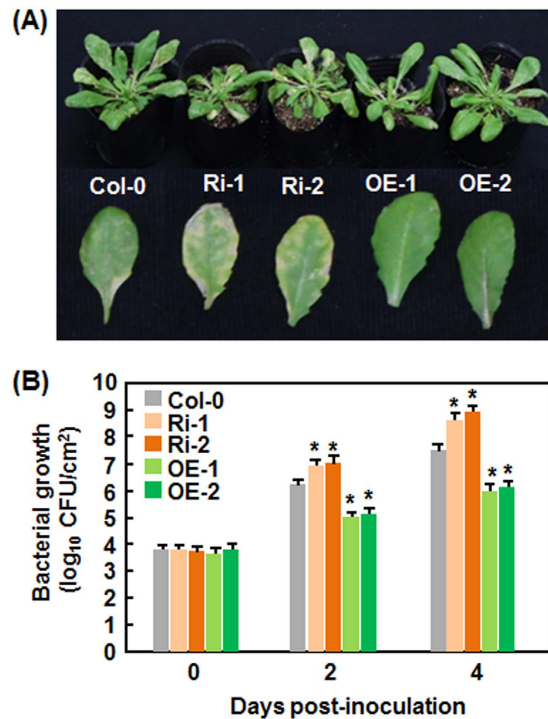 (A)
Col-0 Ri-1 Ri-2 OE-1 OE-2
(B)
Bacterial growth
(log₁₀ CFU/cm²)
10
9
8
7
6
5
4
3
2
1
0
Col-0
Ri-1
Ri-2
OE-1
OE-2
* * * *
* * * *
0 2 4
Days post-inoculation